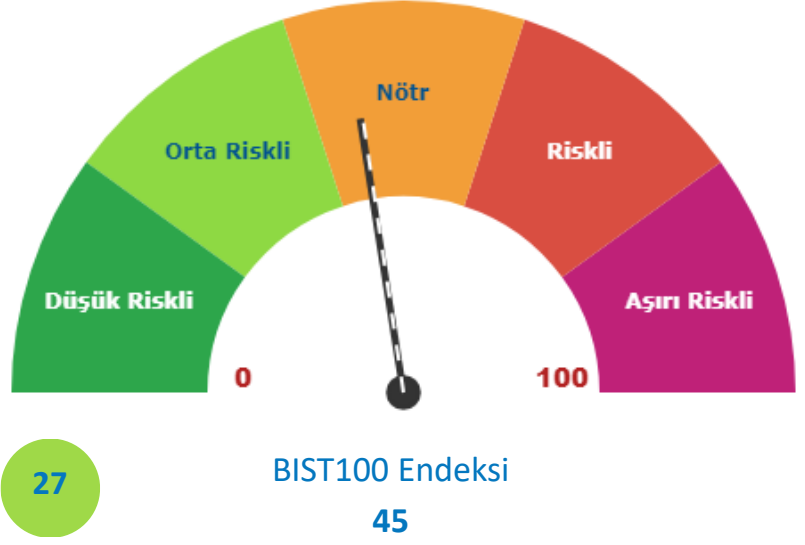 Nötr
Orta Riskli
Riskli
Düşük Riskli
Aşırı Riskli
0
100
BIST100 Endeksi
27
45